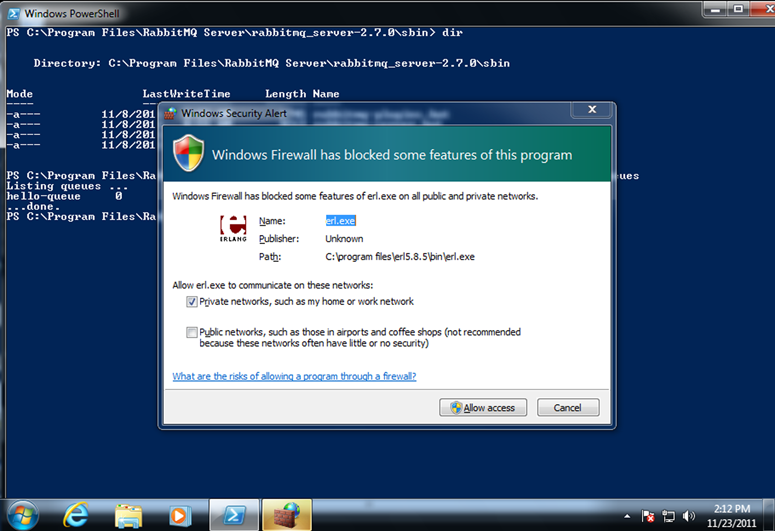 Windows PowerShell
PS C:\Program Files\RabbitMQ Server\rabbitmq_server-2.7.0\sbin> dir
Directory: C:\Program Files\RabbitMQ Server\rabbitmq_server-2.7.0\sbin
Mode LastWriteTime Length Name
---- ----
-a--- 11/8/201
-a--- 11/8/201
-a--- 11/8/201
-a--- 11/8/201
PS C:\Program Files\Ra ues
Listing queues ...
hello-queue 0
...done.
PS C:\Program Files\Ra
Windows Security Alert
Windows Firewall has blocked some features of this program
Windows Firewall has blocked some features of erl.exe on all public and private networks.
ERLANG
Name: erl.exe
Publisher: Unknown
Path: C:\program files\erl5.8.5\bin\erl.exe
Allow erl.exe to communicate on these networks:
Private networks, such as my home or work network
Public networks, such as those in airports and coffee shops (not recommended
because these networks often have little or no security)
What are the risks of allowing a program through a firewall?
Allow access
Cancel
2:12 PM
11/23/2011